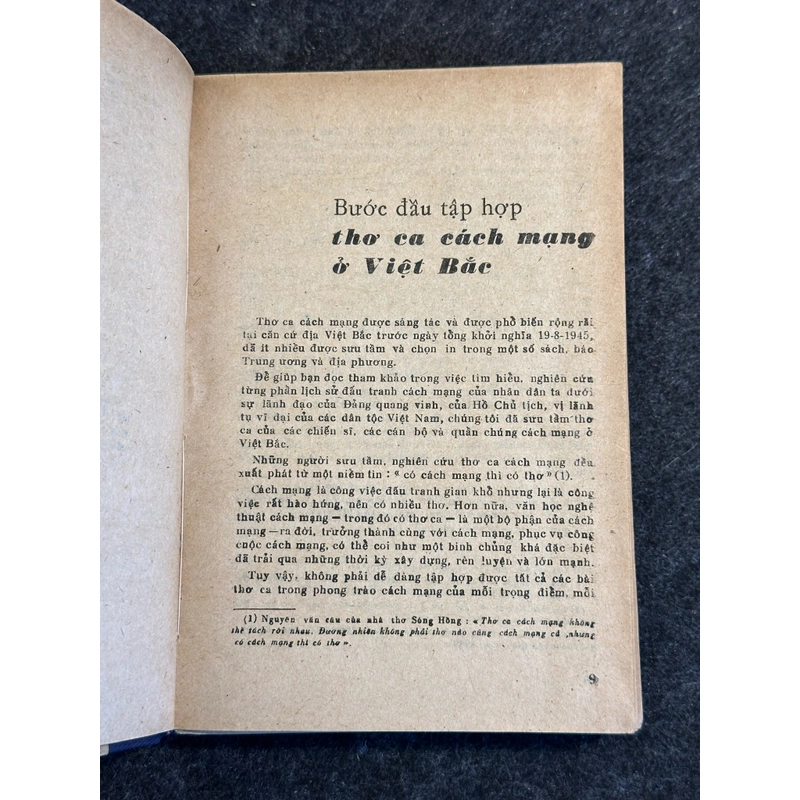 Bước đầu tập hợp
thơ ca cách mạng
ở Việt Bắc
Thơ ca cách mạng được sáng tác và được phổ biến rộng rãi
tại căn cứ địa Việt Bắc trước ngày tổng khởi nghĩa 19-8-1945,
đã ít nhiều được sưu tầm và chọn in trong một số sách, báo
Trung ương và địa phương.
Để giúp bạn đọc tham khảo trong việc tìm hiểu, nghiên cứu
từng phần lịch sử đấu tranh cách mạng của nhân dân ta dưới
sự lãnh đạo của Đảng quang vinh, của Hồ Chủ tịch, vị lãnh
tụ vĩ đại của các dân tộc Việt Nam, chúng tôi đã sưu tầm thơ
ca của các chiến sĩ, các cán bộ và quần chúng cách mạng ở
Việt Bắc.
Những người sưu tầm, nghiên cứu thơ ca cách mạng đều
xuất phát từ một niềm tin : « có cách mạng thì có thơ » (1).
Cách mạng là công việc đấu tranh gian khổ nhưng lại là công
việc rất hào hứng, nên có nhiều thơ. Hơn nữa, văn học nghệ
thuật cách mạng — trong đó có thơ ca — là một bộ phận của cách
mạng — ra đời, trưởng thành cùng với cách mạng, phục vụ công
cuộc cách mạng, có thể coi như một binh chủng khá đặc biệt
đã trải qua những thời kỳ xây dựng, rèn luyện và lớn mạnh.
Tuy vậy, không phải dễ dàng tập hợp được tất cả các bài
thơ ca trong phong trào cách mạng của mỗi trọng điểm, mỗi
(1) Nguyên văn câu của nhà thơ Sóng Hồng : « Thơ ca cách mạng không
thể tách rời nhau. Đương nhiên không phải thơ nào cũng cách mạng cả ,nhưng
có cách mạng thì có thơ ».
9